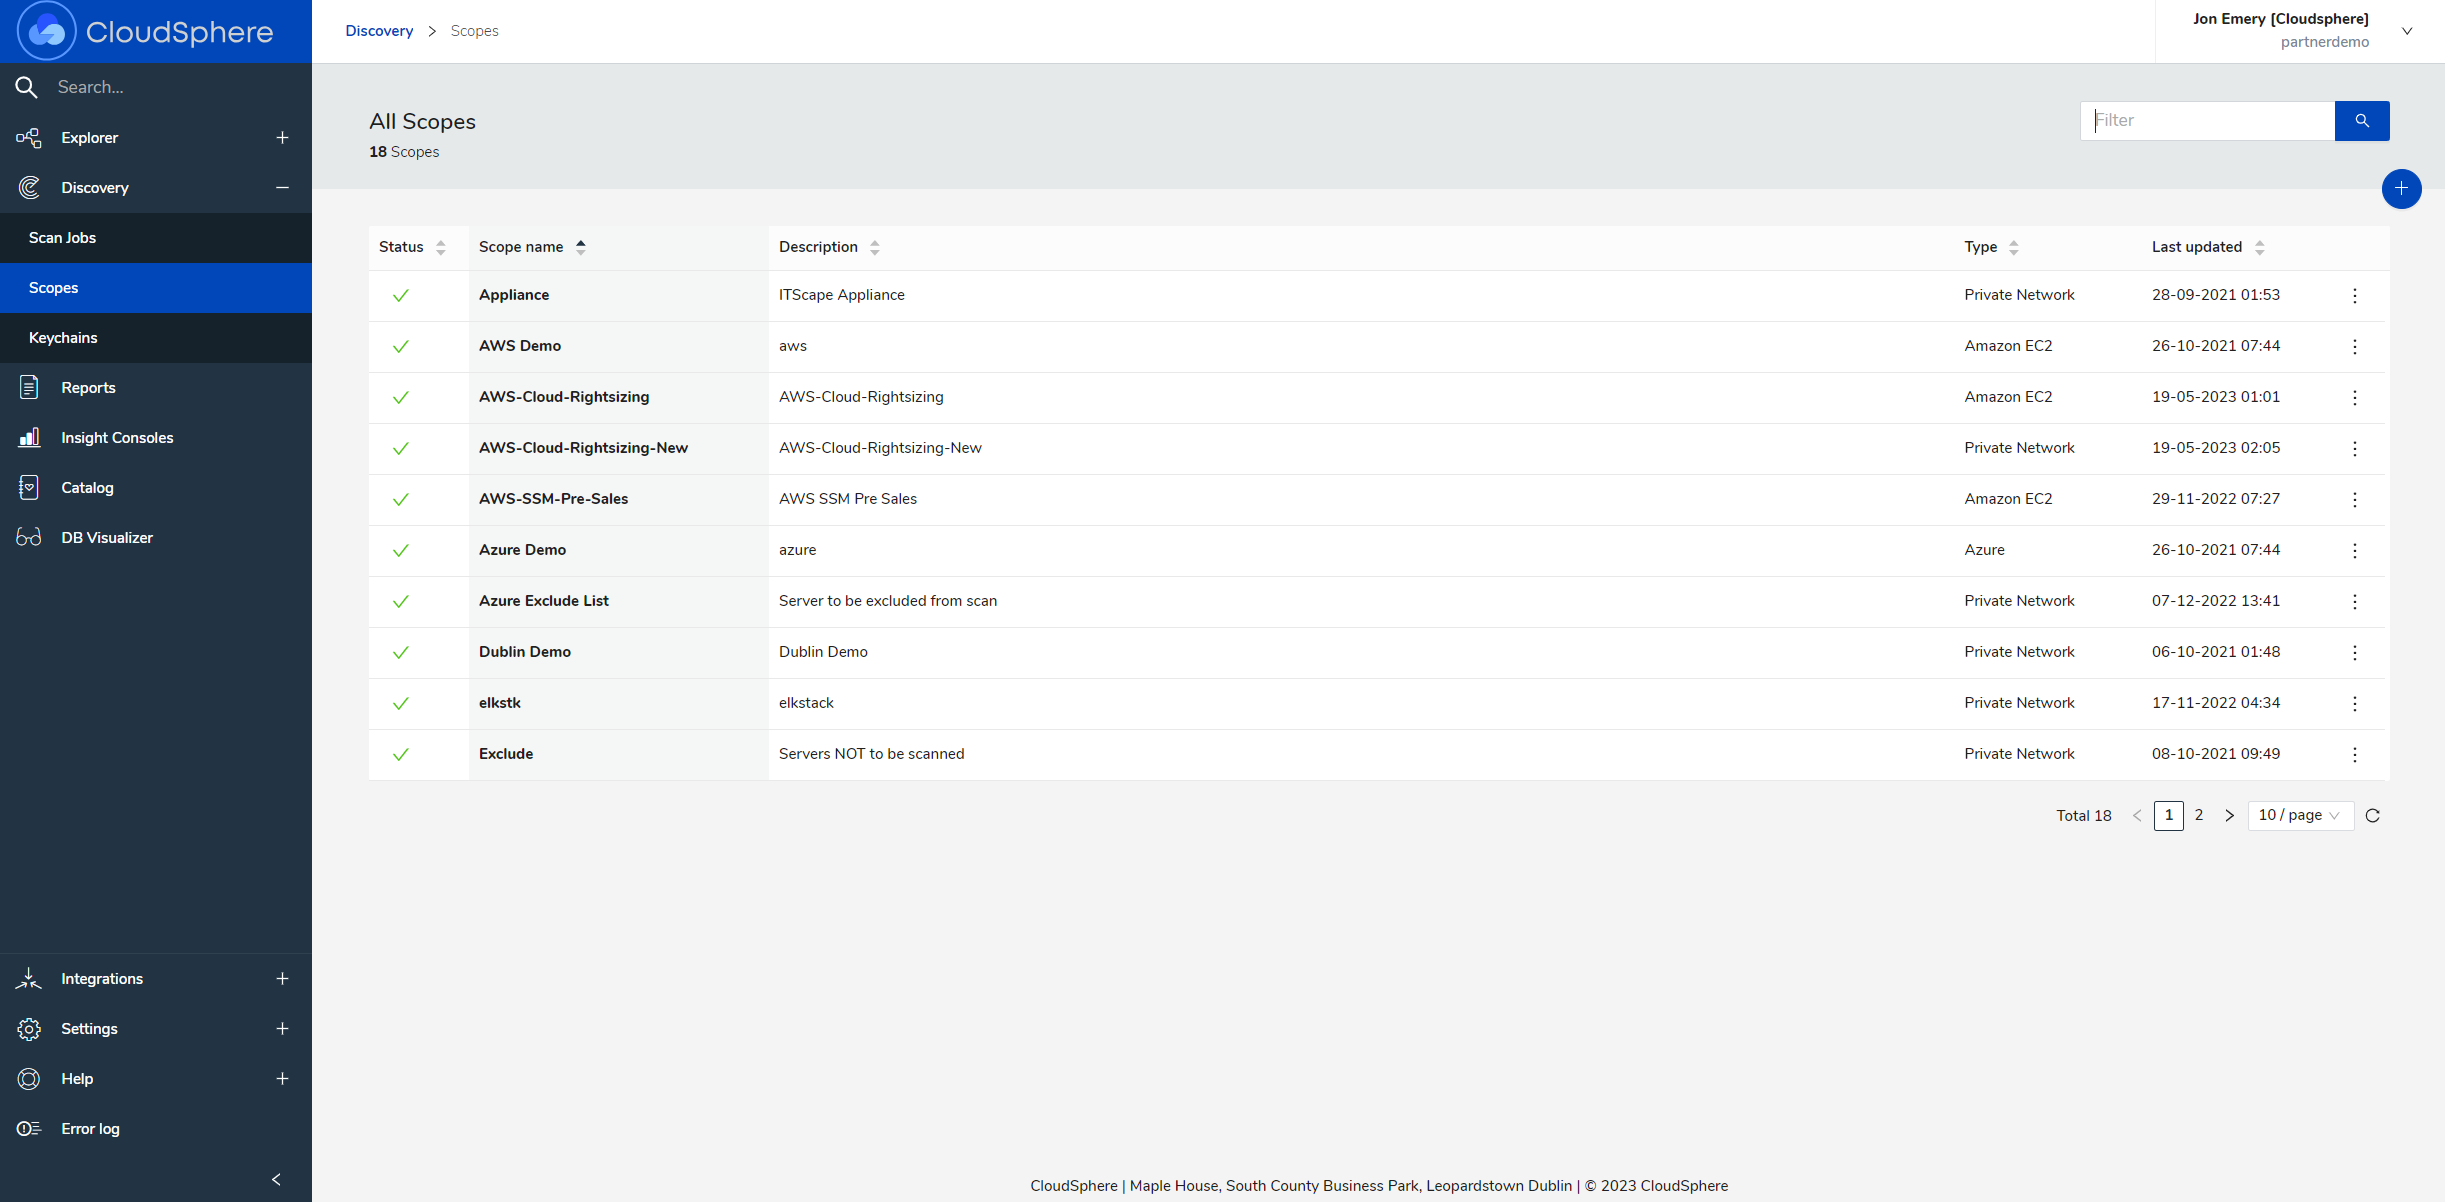 CloudSphere
Discovery > Scopes
Jon Emery [Cloudsphere]
partnerdemo
Search...
Explorer
Discovery
Scan Jobs
Scopes
Keychains
Reports
Insight Consoles
Catalog
DB Visualizer
Integrations
Settings
Help
Error log
All Scopes
18 Scopes
Filter
Status Scope name Description Type Last updated
Appliance ITScape Appliance Private Network 28-09-2021 01:53
AWS Demo aws Amazon EC2 26-10-2021 07:44
AWS-Cloud-Rightsizing AWS-Cloud-Rightsizing Amazon EC2 19-05-2023 01:01
AWS-Cloud-Rightsizing-New AWS-Cloud-Rightsizing-New Private Network 19-05-2023 02:05
AWS-SSM-Pre-Sales AWS SSM Pre Sales Amazon EC2 29-11-2022 07:27
Azure Demo azure Azure 26-10-2021 07:44
Azure Exclude List Server to be excluded from scan Private Network 07-12-2022 13:41
Dublin Demo Dublin Demo Private Network 06-10-2021 01:48
elkstk elkstack Private Network 17-11-2022 04:34
Exclude Servers NOT to be scanned Private Network 08-10-2021 09:49
Total 18 < 1 2 > 10 / page
CloudSphere | Maple House, South County Business Park, Leopardstown Dublin | © 2023 CloudSphere